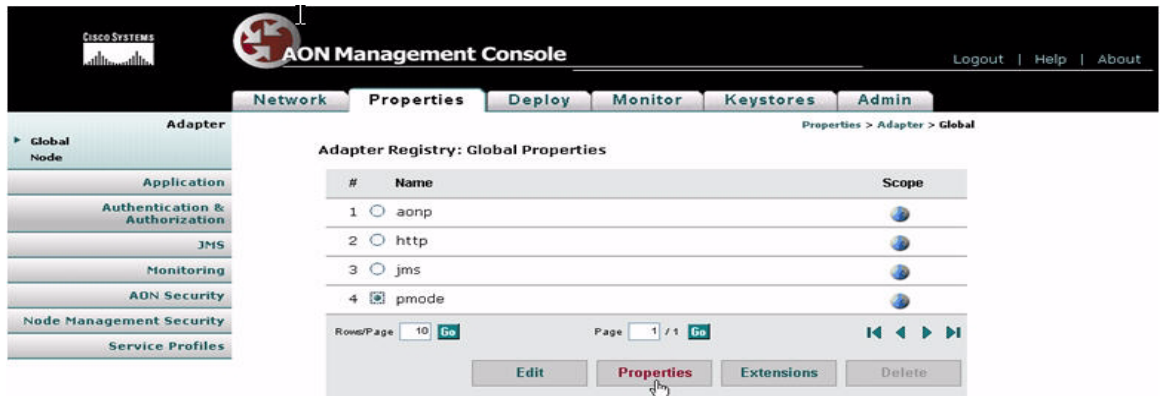 CISCO SYSTEMS
AON Management Console
Logout | Help | About
Network Properties Deploy Monitor Keystores Admin
Adapter
Global
Node
Application
Authentication &
Authorization
JMS
Monitoring
AON Security
Node Management Security
Service Profiles
Properties > Adapter > Global
Adapter Registry: Global Properties
# Name Scope
1 aonp
2 http
3 jms
4 pmode
Rows/Page 10 Go Page 1 / 1 Go
Edit Properties Extensions Delete